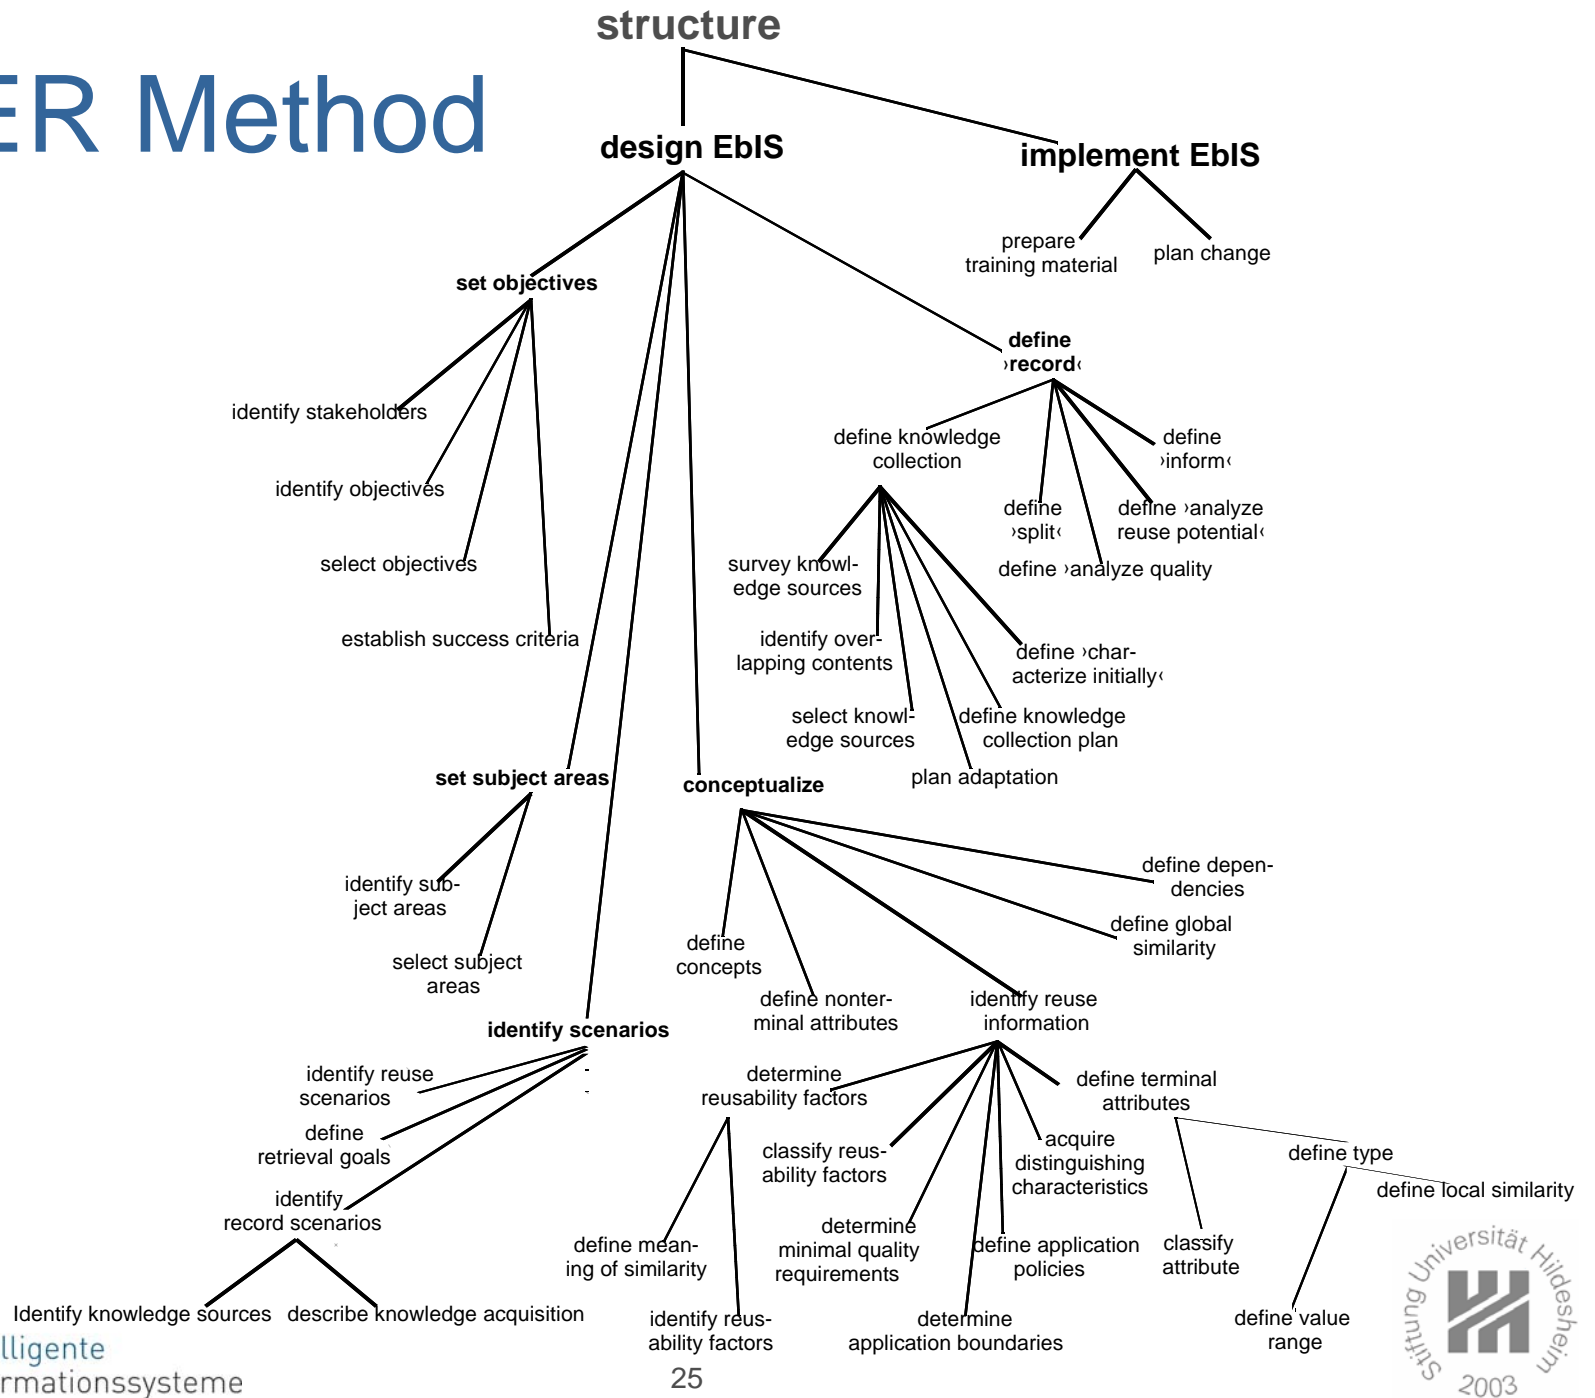 structure
ER Method
design EbIS
implement EbIS
prepare
training material
plan change
set objectives
define
›record‹
identify stakeholders
define knowledge
collection
define
›inform‹
identify objectives
define
›split‹
define ›analyze
reuse potential‹
select objectives
survey knowl-
edge sources
define ›analyze quality
establish success criteria
identify over-
lapping contents
define ›char-
acterize initially‹
select knowl-
edge sources
define knowledge
collection plan
plan adaptation
set subject areas
conceptualize
identify sub-
ject areas
define depen-
dencies
define global
similarity
define
concepts
select subject
areas
define nonter-
minal attributes
identify reuse
information
identify scenarios
identify reuse
scenarios
determine
reusability factors
define terminal
attributes
define
retrieval goals
classify reus-
ability factors
acquire
distinguishing
characteristics
define type
define local similarity
identify
record scenarios
determine
minimal quality
requirements
define application
policies
classify
attribute
define mean-
ing of similarity
Identify knowledge sources
describe knowledge acquisition
identify reus-
ability factors
determine
application boundaries
define value
range
lligente
rmationssysteme
25
Stiftung Universität Hildesheim
2003